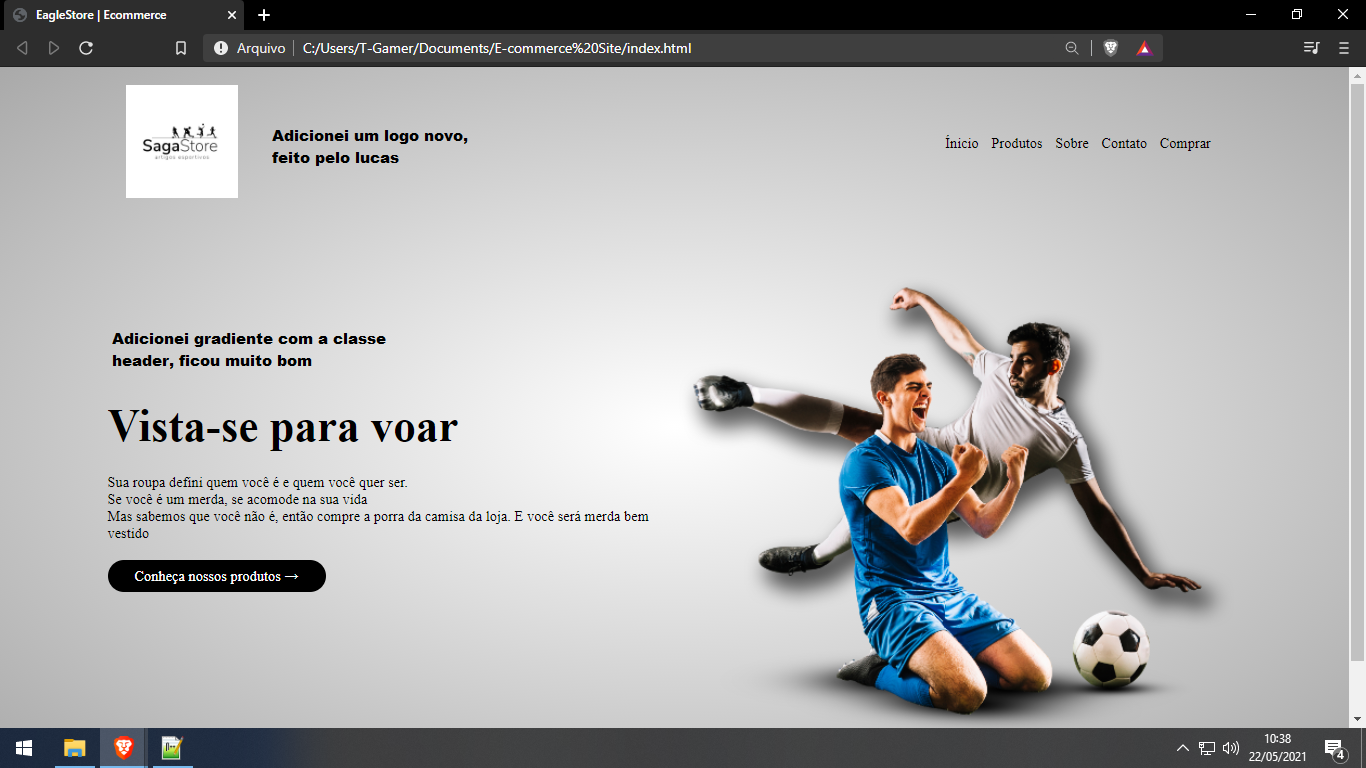 EagleStore | Ecommerce
Arquivo
C:/Users/T-Gamer/Documents/E-commerce%20Site/index.html
SagaStore
artigos esportivos
Adicionei um logo novo,
feito pelo lucas
Ínicio Produtos Sobre Contato Comprar
Adicionei gradiente com a classe
header, ficou muito bom
Vista-se para voar
Sua roupa defini quem você é e quem você quer ser.
Se você é um merda, se acomode na sua vida
Mas sabemos que você não é, então compre a porra da camisa da loja. E você será merda bem
vestido
Conheça nossos produtos →
10:38
22/05/2021
4